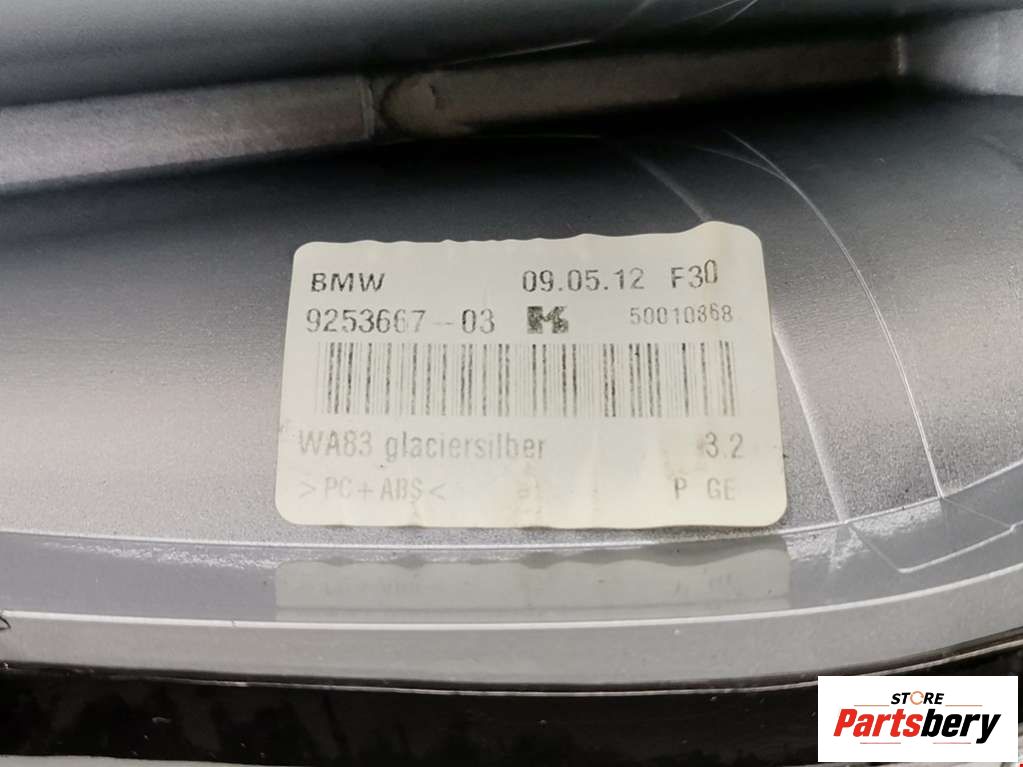 BMW 09.05.12 F30
9253667-03 50010868
WA83 glaciersilber 3.2
>PC+ABS< P GE
STORE
Partsbery